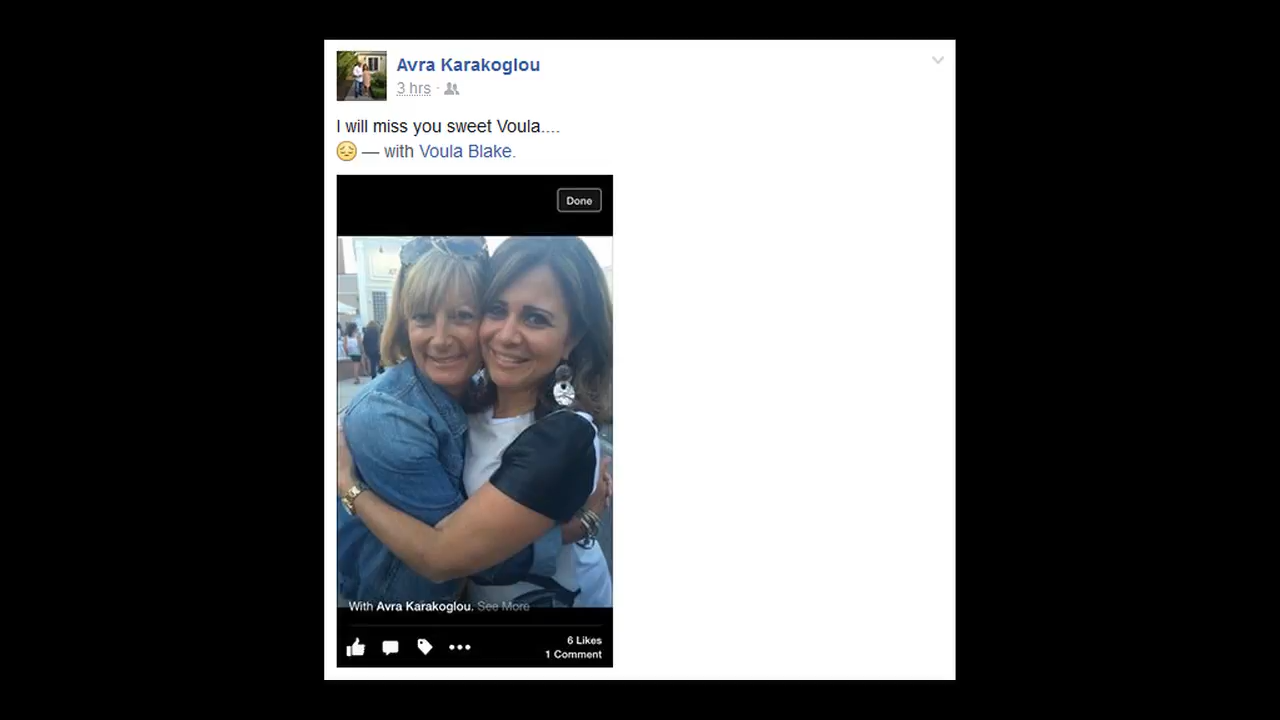 Avra Karakoglou
3 hrs ·
I will miss you sweet Voula....
😔 — with Voula Blake.
Done
With Avra Karakoglou. See More
6 Likes
1 Comment